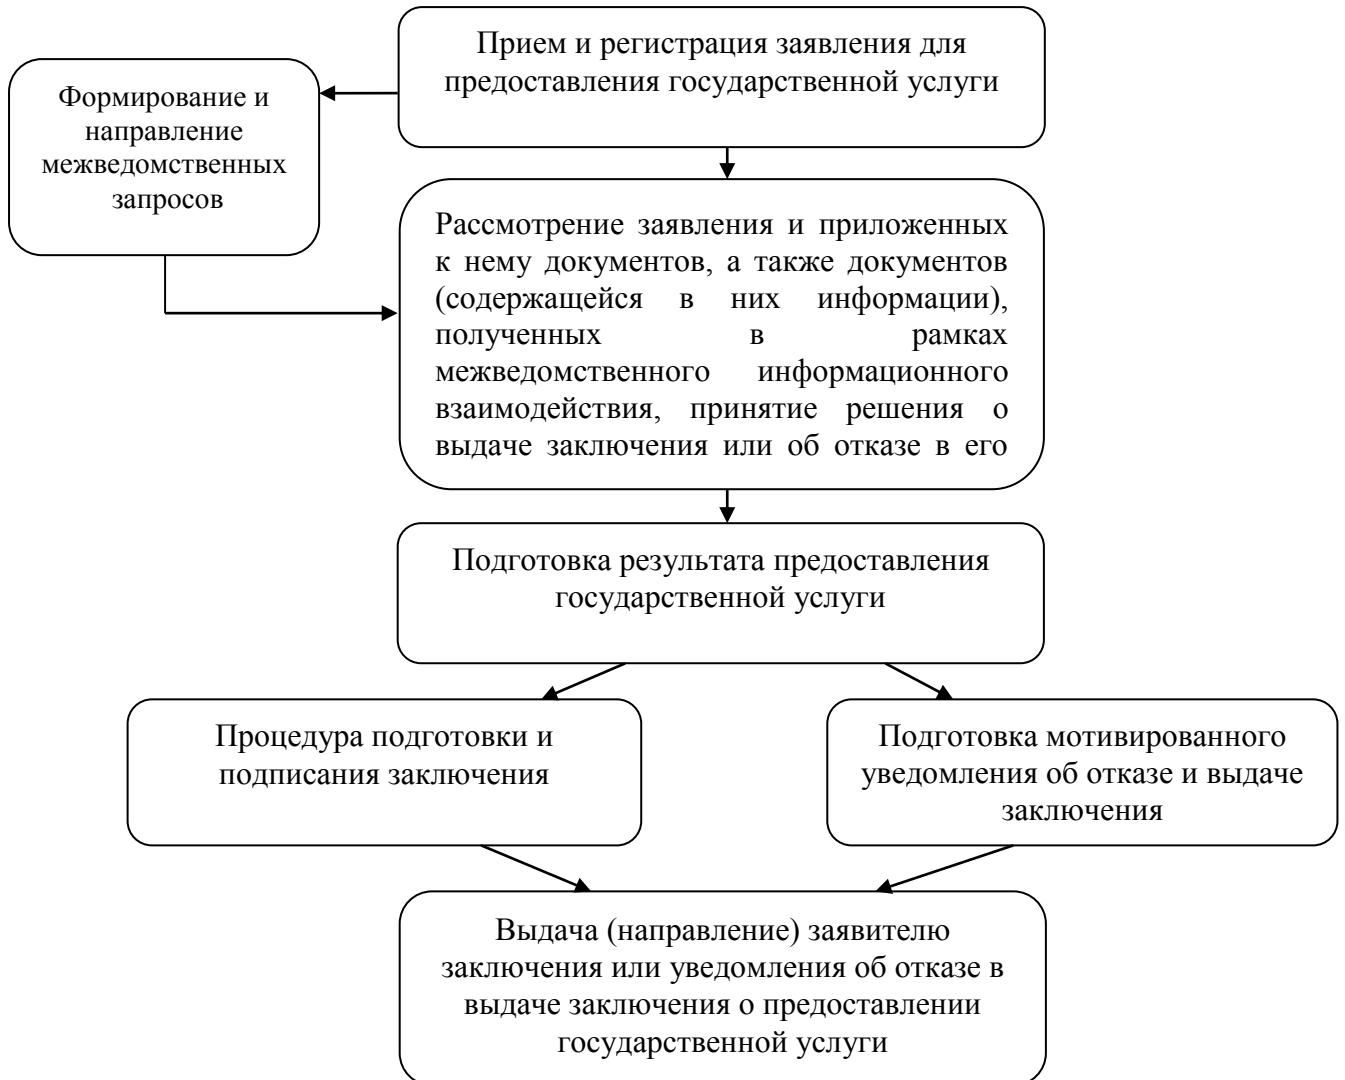 Прием и регистрация заявления для
предоставления государственной услуги
Формирование и
направление
межведомственных
запросов
Рассмотрение заявления и приложенных
к нему документов, а также документов
(содержащейся в них информации),
полученных в рамках
межведомственного информационного
взаимодействия, принятие решения о
выдаче заключения или об отказе в его
Подготовка результата предоставления
государственной услуги
Процедура подготовки и
подписания заключения
Подготовка мотивированного
уведомления об отказе и выдаче
заключения
Выдача (направление) заявителю
заключения или уведомления об отказе в
выдаче заключения о предоставлении
государственной услуги